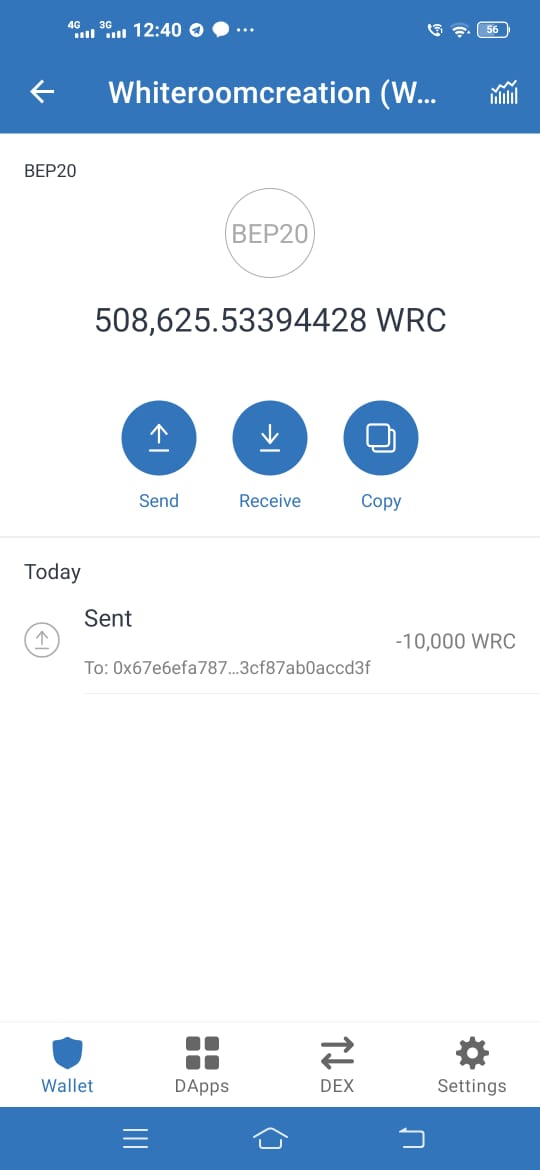 4G 3G 12:40 56
Whiteroomcreation (W...
BEP20
BEP20
508,625.53394428 WRC
Send Receive Copy
Today
Sent
-10,000 WRC
To: 0x67e6efa787...3cf87ab0accd3f
Wallet DApps DEX Settings